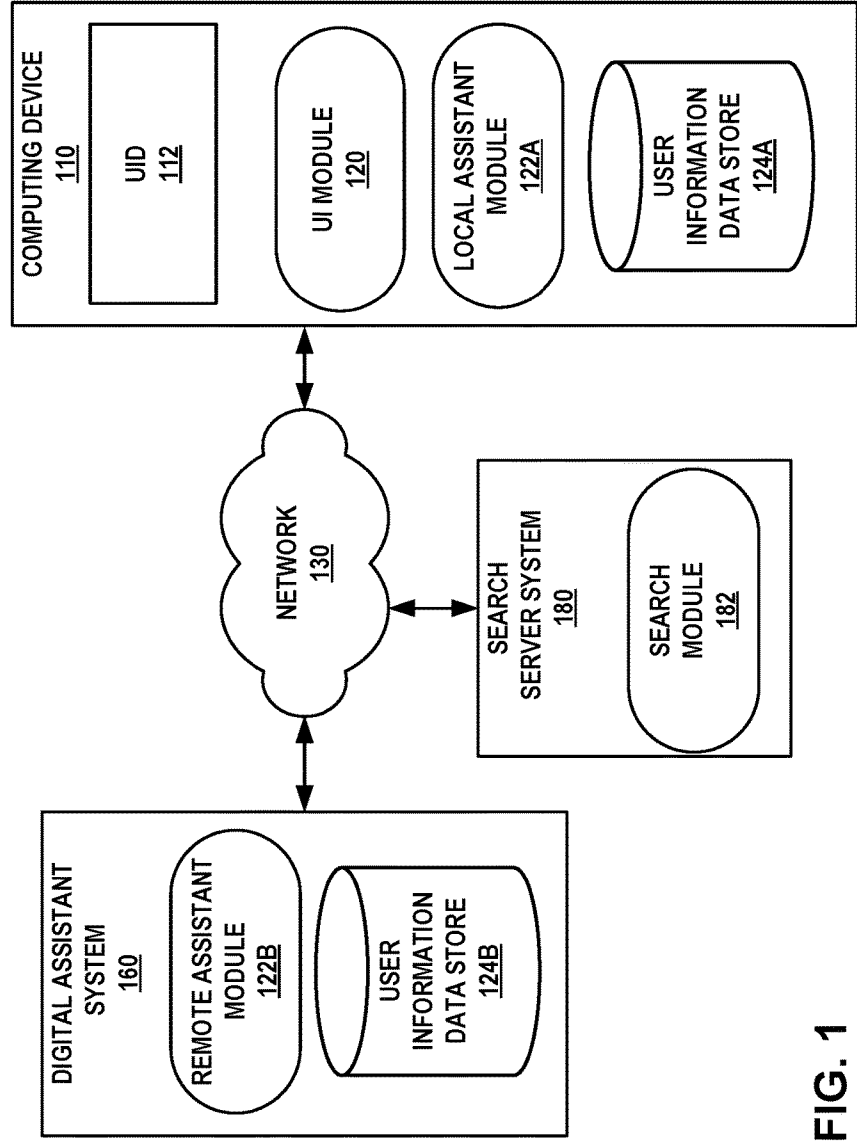 DIGITAL ASSISTANT
SYSTEM
160
REMOTE ASSISTANT
MODULE
122B
USER
INFORMATION
DATA STORE
124B
NETWORK
130
SEARCH
SERVER SYSTEM
180
SEARCH
MODULE
182
COMPUTING DEVICE
110
UID
112
UI MODULE
120
LOCAL ASSISTANT
MODULE
122A
USER
INFORMATION
DATA STORE
124A
FIG. 1